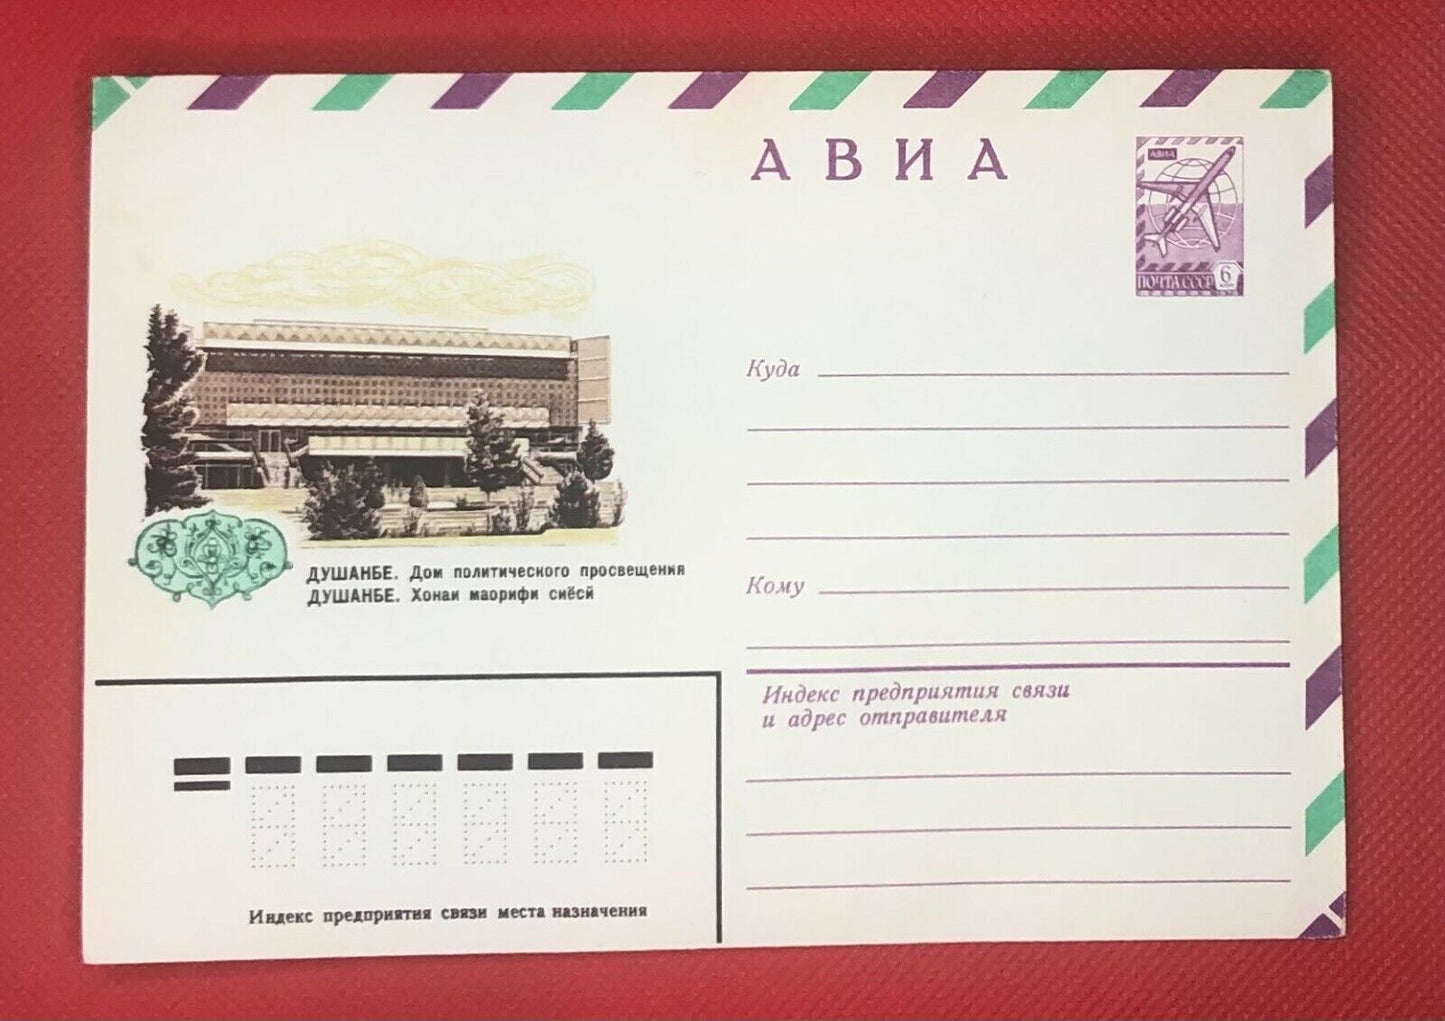 АВИА
АВИА
ПОЧТА СССР 6
Куда
ДУШАНБЕ. Дом политического просвещения
ДУШАНБЕ. Хонаи маорифи сиёсӣ
Кому
Индекс предприятия связи
и адрес отправителя
Индекс предприятия связи места назначения